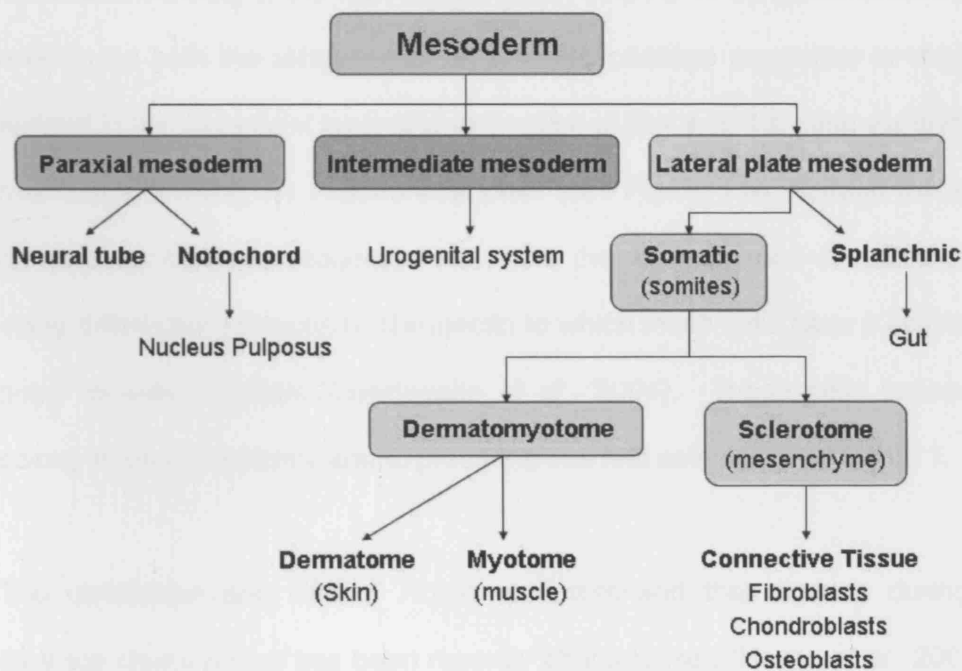 Mesoderm
Paraxial mesoderm
Intermediate mesoderm
Lateral plate mesoderm
Neural tube
Notochord
Urogenital system
Somatic
(somites)
Splanchnic
Nucleus Pulposus
Gut
Dermatomyotome
Sclerotome
(mesenchyme)
Dermatome
(Skin)
Myotome
(muscle)
Connective Tissue
Fibroblasts
Chondroblasts
Osteoblasts